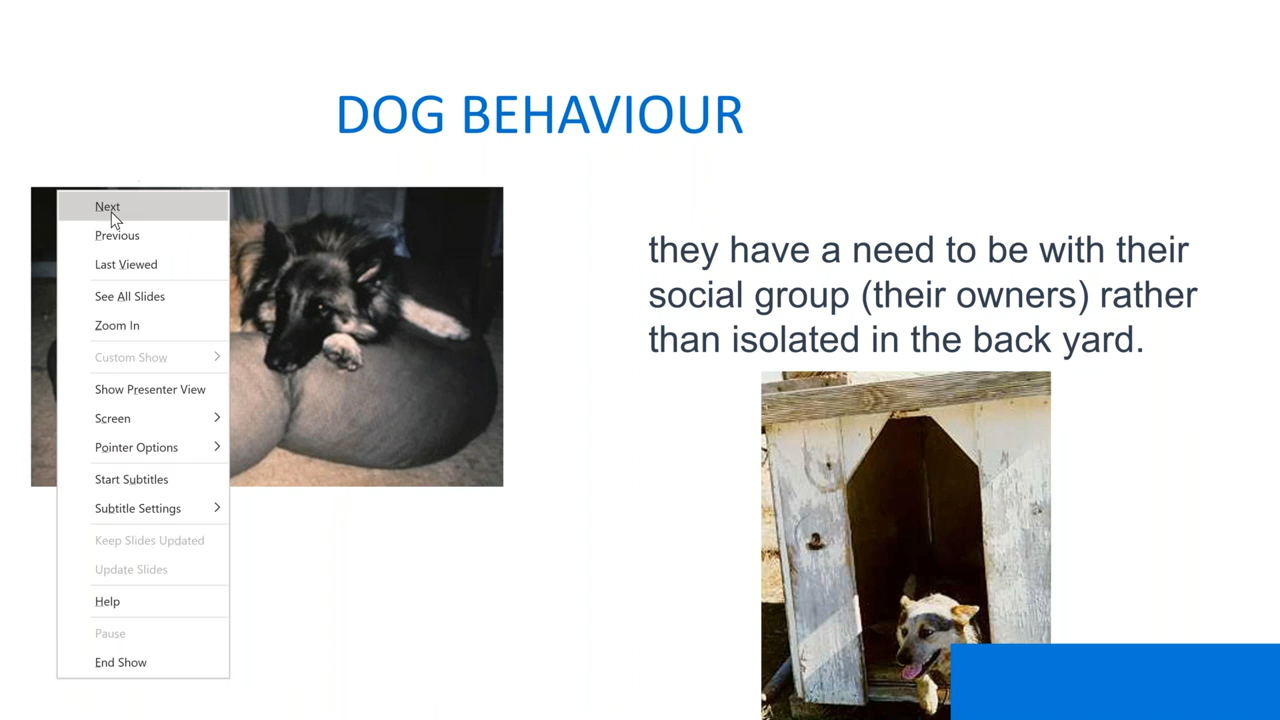 DOG BEHAVIOUR
Next
Previous
Last Viewed
See All Slides
Zoom In
Custom Show
Show Presenter View
Screen
Pointer Options
Start Subtitles
Subtitle Settings
Keep Slides Updated
Update Slides
Help
Pause
End Show
they have a need to be with their
social group (their owners) rather
than isolated in the back yard.